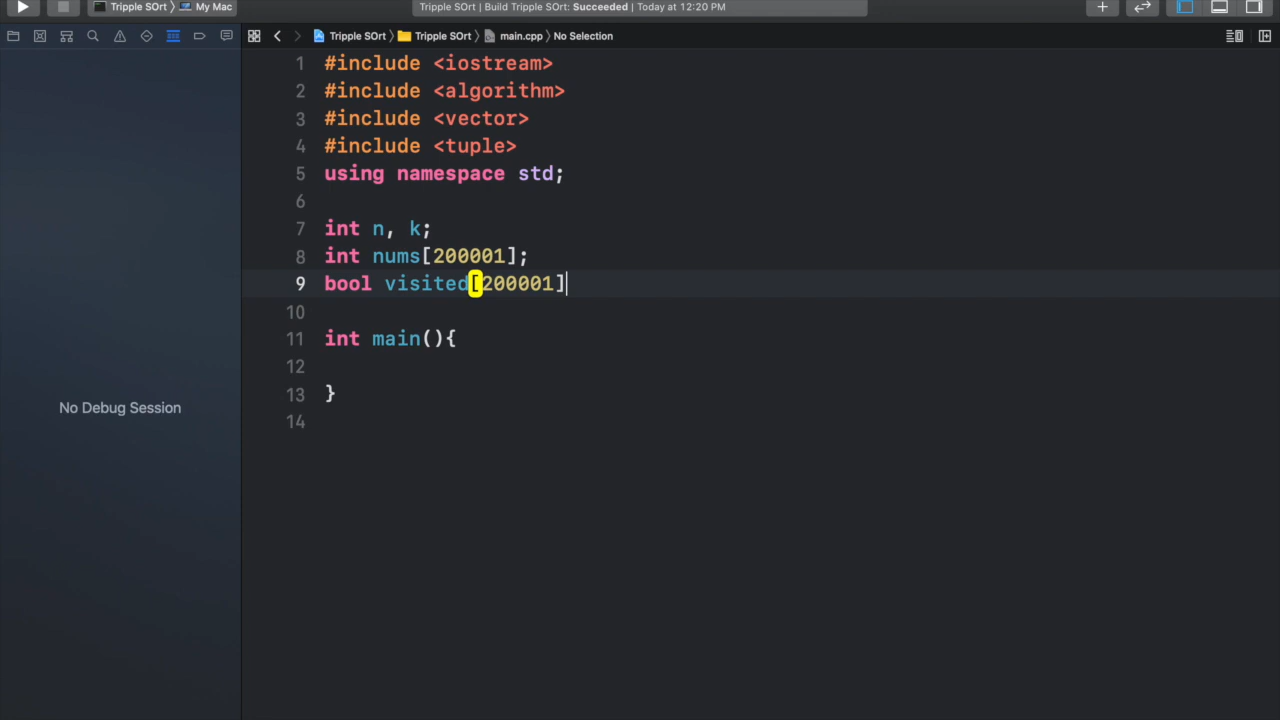 Tripple SOrt 〉 My Mac
Tripple SOrt | Build Tripple SOrt: Succeeded | Today at 12:20 PM
Tripple SOrt 〉 Tripple SOrt 〉 main.cpp 〉 No Selection
1 #include <iostream>
2 #include <algorithm>
3 #include <vector>
4 #include <tuple>
5 using namespace std;
6
7 int n, k;
8 int nums[200001];
9 bool visited[200001]
10
11 int main(){
12
13 }
14
No Debug Session